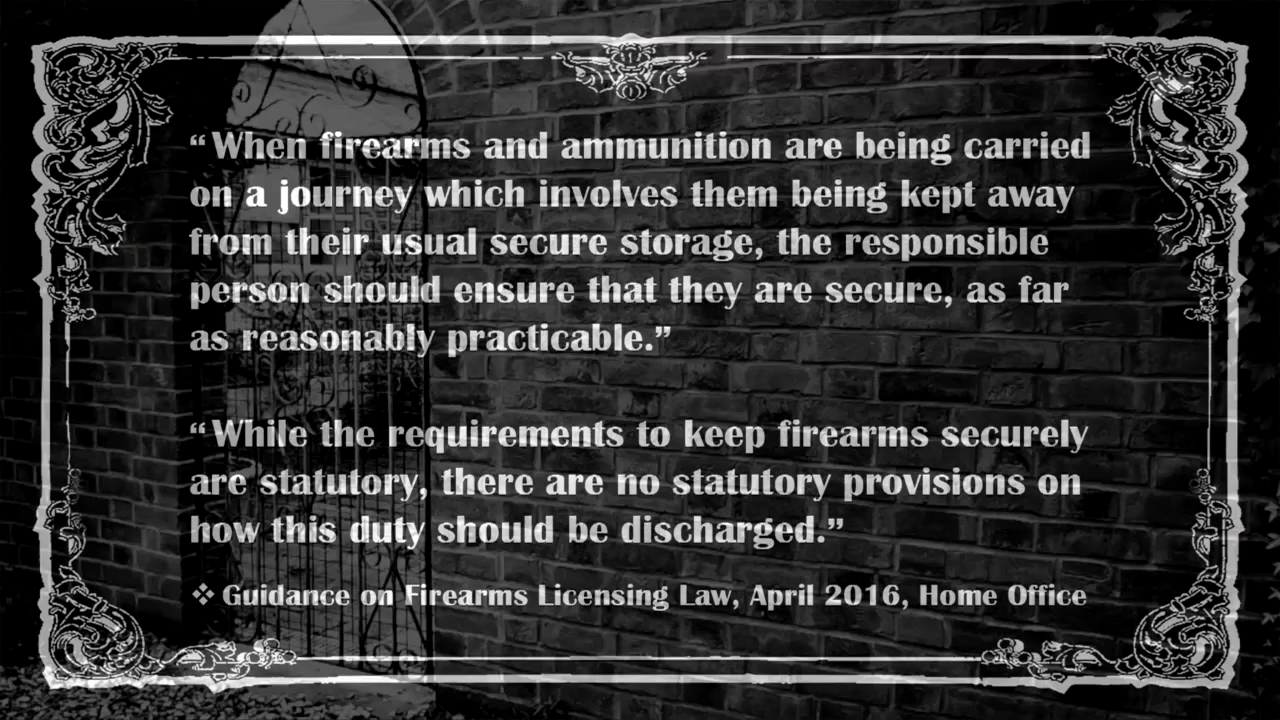 “When firearms and ammunition are being carried
on a journey which involves them being kept away
from their usual secure storage, the responsible
person should ensure that they are secure, as far
as reasonably practicable.”
“While the requirements to keep firearms securely
are statutory, there are no statutory provisions on
how this duty should be discharged.”
❖ Guidance on Firearms Licensing Law, April 2016, Home Office